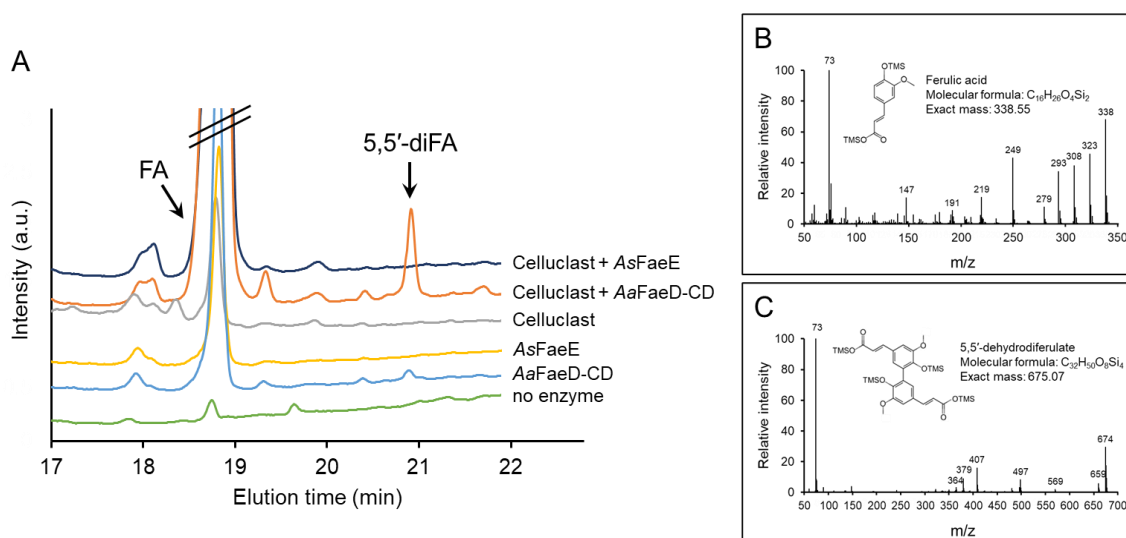 A
FA
5,5′-diFA
Intensity (a.u.)
Celluclast + AsFaeE
Celluclast + AaFaeD-CD
Celluclast
AsFaeE
AaFaeD-CD
no enzyme
17 18 19 20 21 22
Elution time (min)
B
Relative intensity
100
80
60
40
20
0
73
147
191
219
249
279
293
308
323
338
OTMS
O
TMSO
O
Ferulic acid
Molecular formula: C16H26O4Si2
Exact mass: 338.55
50 100 150 200 250 300 350
m/z
C
Relative intensity
100
80
60
40
20
0
73
364
379
407
497
569
659
674
O
TMSO
O
OTMS
TMSO
O
OTMS
O
5,5′-dehydrodiferulate
Molecular formula: C32H50O8Si4
Exact mass: 675.07
50 100 150 200 250 300 350 400 450 500 550 600 650 700
m/z